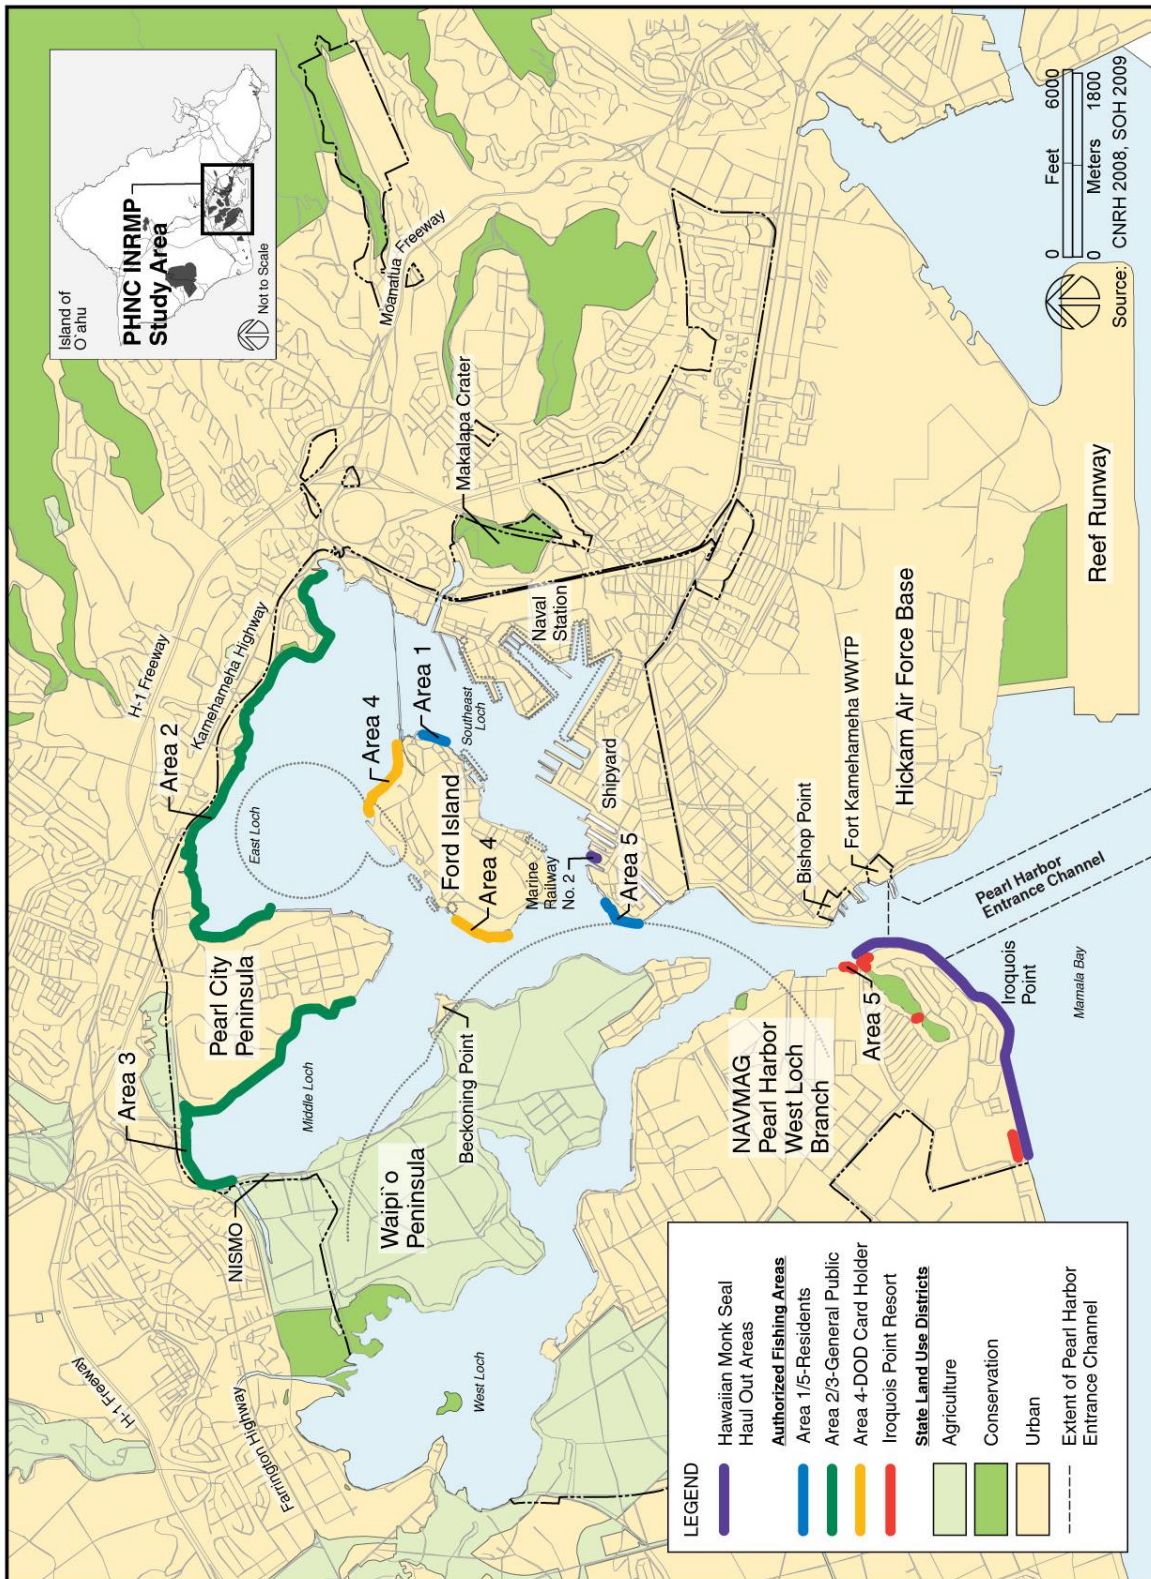 Island of
O`ahu
PHNC INRMP
Study Area
Not to Scale
H-1 Freeway
Farrington Highway
NISMO
Area 3
Area 2
H-1 Freeway
Kamehameha Highway
Moanalua Freeway
Pearl City
Peninsula
East Loch
Middle Loch
West Loch
Waipi`o
Peninsula
Beckoning Point
Area 4
Area 1
Ford Island
Area 4
Southeast
Loch
Makalapa Crater
Naval
Station
Marine
Railway
No. 2
Shipyard
Area 5
NAVMAG
Pearl Harbor
West Loch
Branch
Area 5
Bishop Point
Fort Kamehameha WWTP
Hickam Air Force Base
Pearl Harbor
Entrance Channel
Iroquois
Point
Mamala Bay
Reef Runway
LEGEND
Hawaiian Monk Seal
Haul Out Areas
Authorized Fishing Areas
Area 1/5-Residents
Area 2/3-General Public
Area 4-DOD Card Holder
Iroquois Point Resort
State Land Use Districts
Agriculture
Conservation
Urban
Extent of Pearl Harbor
Entrance Channel
0 Feet 6000
0 Meters 1800
Source: CNRH 2008, SOH 2009